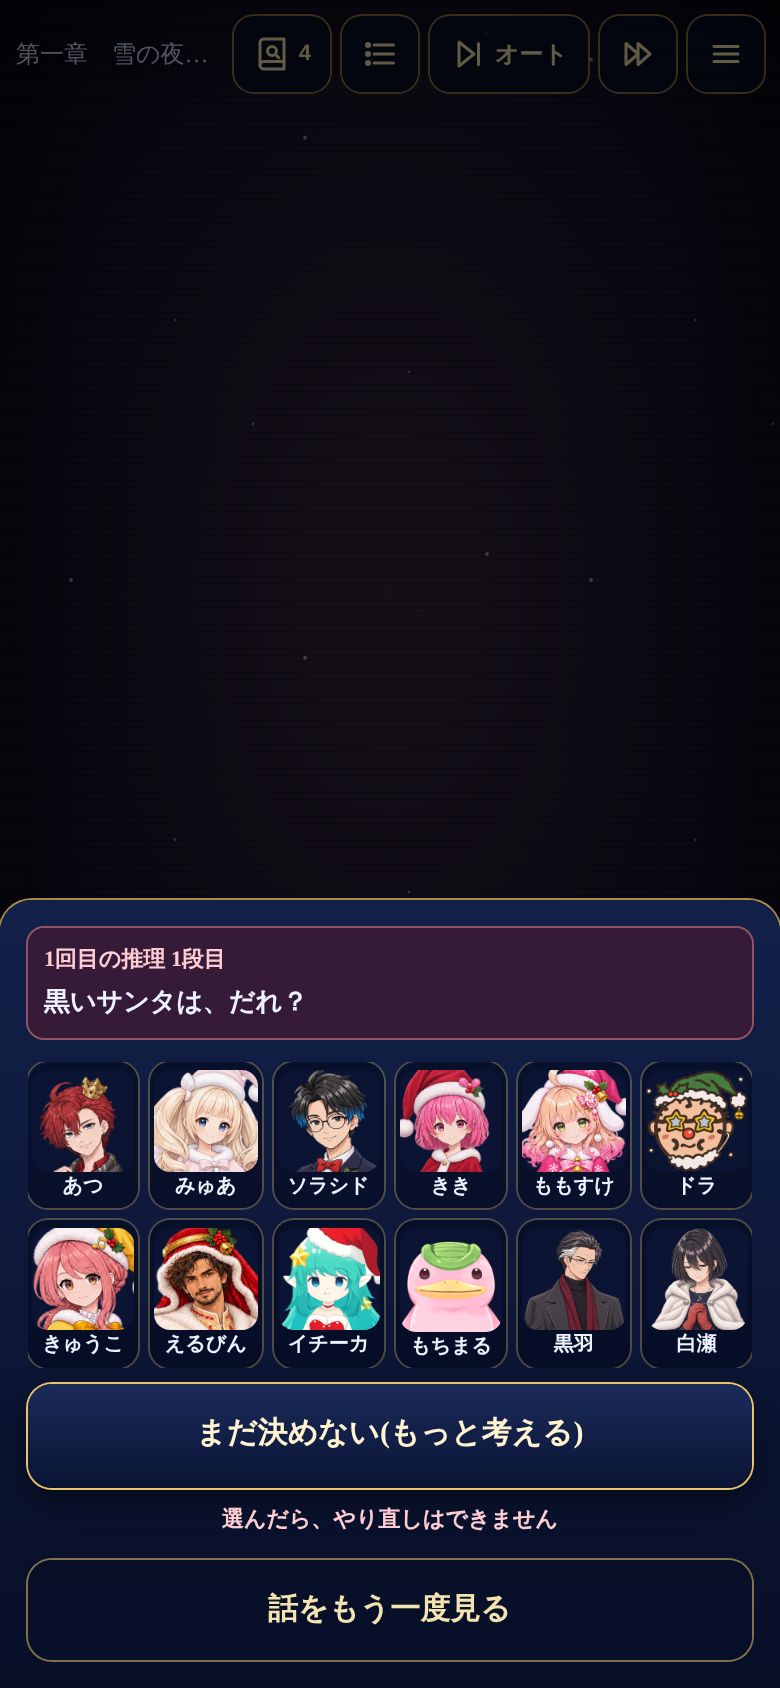 第一章　雪の夜…
4
オート
1回目の推理 1段目
黒いサンタは、だれ？
あつ
みゅあ
ソラシド
きき
ももすけ
ドラ
きゅうこ
えるびん
イチーカ
もちまる
黒羽
白瀬
まだ決めない(もっと考える)
選んだら、やり直しはできません
話をもう一度見る